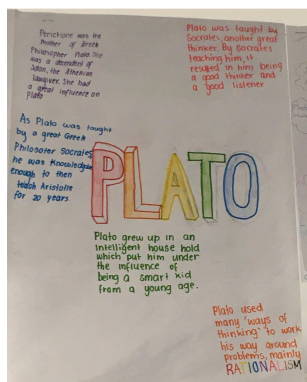 Perictione was the
mother of Greek
Philosopher Plato. She
was a descendent of
Solon, the Athenian
lawgiver. She had
a great influence on
Plato
Plato was taught by
Socrates, another great
thinker. By Socrates
teaching him, it
resulted in him being
a good thinker and
a good listener
As Plato was taught
by a great Greek
Philosoter Socrates,
he was knowledge
enough to then
teach Aristotle
for 20 years.
PLATO
Plato grew up in an
intelligent house hold
which put him under
the influence of
being a smart kid
from a young age.
Plato used
many 'ways of
thinking' to work
his way around
problems, mainly
RATIONALISM